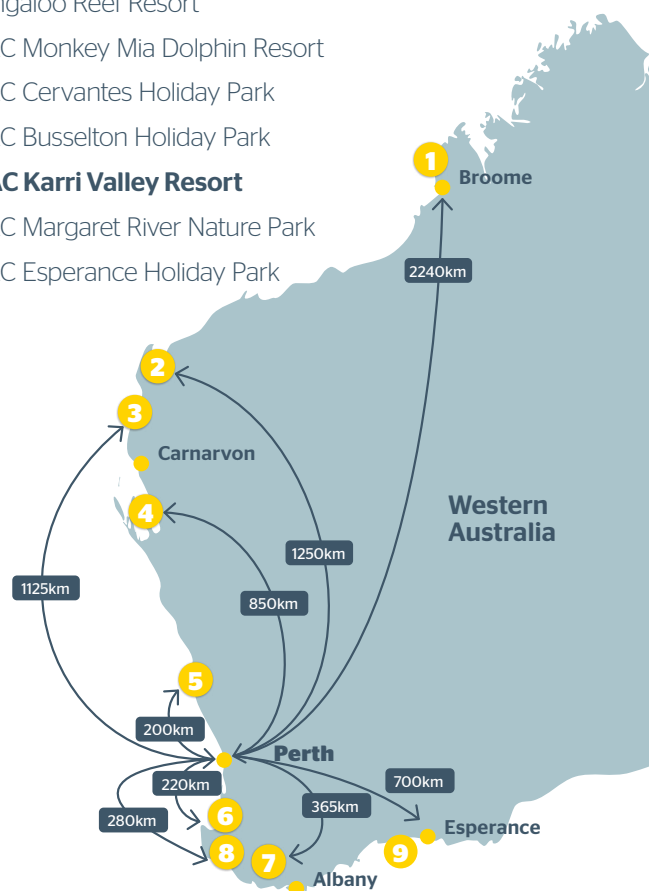 ngaloo Reef Resort
C Monkey Mia Dolphin Resort
C Cervantes Holiday Park
C Busselton Holiday Park
AC Karri Valley Resort
C Margaret River Nature Park
C Esperance Holiday Park
1
Broome
2240km
2
3
Carnarvon
4
Western
Australia
1250km
1125km
850km
5
200km
Perth
700km
220km
365km
6
280km
Esperance
8
7
9
Albany